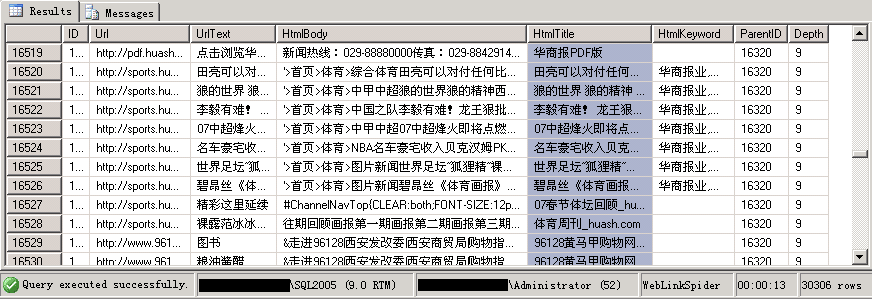 Results Messages
ID Url UrlText HtmlBody HtmlTitle HtmlKeyword ParentID Depth
16519 1... http://pdf.huash... 点击浏览华... 新闻热线：029-88880000传真：029-8842914... 华商报PDF版 16320 9
16520 1... http://sports.hu... 田亮可以对... '>首页>体育>综合体育田亮可以对付任何比... 田亮可以对付任何... 华商报业,... 16320 9
16521 1... http://sports.hu... 狼的世界 狼... '>首页>体育>中甲中超狼的世界 狼的精神西... 狼的世界 狼的精神 ... 华商报业,... 16320 9
16522 1... http://sports.hu... 李毅有难！ ... '>首页>体育>中国之队李毅有难！ 龙王狠批... 李毅有难！ 龙王狠... 华商报业,... 16320 9
16523 1... http://sports.hu... 07中超烽火... '>首页>体育>中甲中超07中超烽火即将点燃... 07中超烽火即将点... 华商报业,... 16320 9
16524 1... http://sports.hu... 名车豪宅收... '>首页>体育>NBA名车豪宅收入贝克汉姆PK... 名车豪宅收入贝克... 华商报业,... 16320 9
16525 1... http://sports.hu... 世界足坛“狐... '>首页>体育>图片新闻世界足坛“狐狸精”裸... 世界足坛“狐狸精”... 华商报业,... 16320 9
16526 1... http://sports.hu... 碧昂丝《体... '>首页>体育>图片新闻碧昂丝《体育画报》... 碧昂丝《体育画报... 华商报业,... 16320 9
16527 1... http://sports.hu... 精彩这里延续 #ChannelNavTop{CLEAR:both;FONT-SIZE:12p... 07春节体坛回顾_hu... 16320 9
16528 1... http://sports.hu... 裸露范冰冰... 往期回顾画报第一期画报第二期画报第三期... 体育周刊_huash.com 16320 9
16529 1... http://www.961... 图书 &走进96128西安发改委西安商贸局购物指... 96128黄马甲购物网... 16320 9
16530 1... http://www.961... 粮油酱醋 &走进96128西安发改委西安商贸局购物指... 96128黄马甲购物网... 16320 9
Query executed successfully. \SQL2005 (9.0 RTM) \Administrator (52) WebLinkSpider 00:00:13 30306 rows